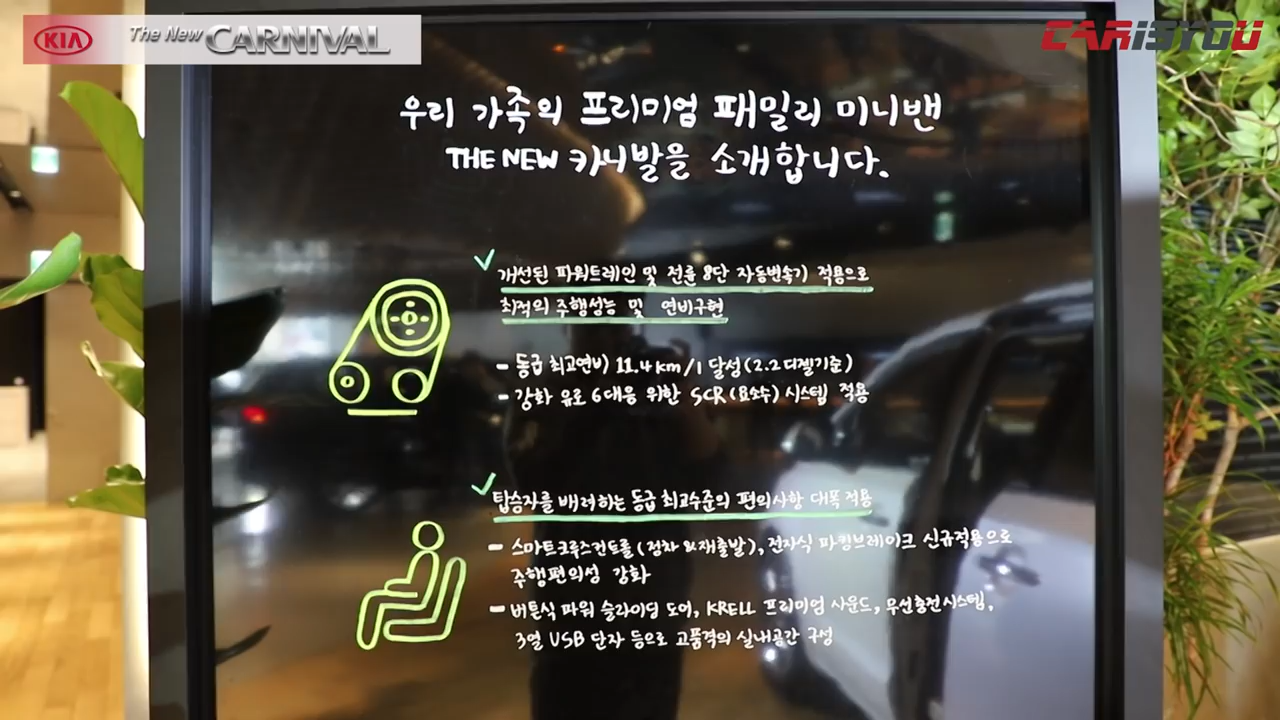 KIA The New CARNIVAL
CARISYOU
우리 가족의 프리미엄 패밀리 미니밴
THE NEW 카니발을 소개합니다.
개선된 파워트레인 및 전륜 8단 자동변속기 적용으로
최적의 주행성능 및 연비구현
- 동급 최고연비 11.4km/l 달성(2.2디젤기준)
- 강화 유로6대응 위한 SCR(요소수) 시스템 적용
탑승자를 배려하는 동급 최고수준의 편의사항 대폭적용
- 스마트크루즈컨트롤(정차&재출발), 전자식 파킹브레이크 신규적용으로
주행편의성 강화
- 버튼식 파워 슬라이딩 도어, KRELL 프리미엄 사운드, 무선충전시스템,
3열 USB 단자 등으로 고품격의 실내공간 구성